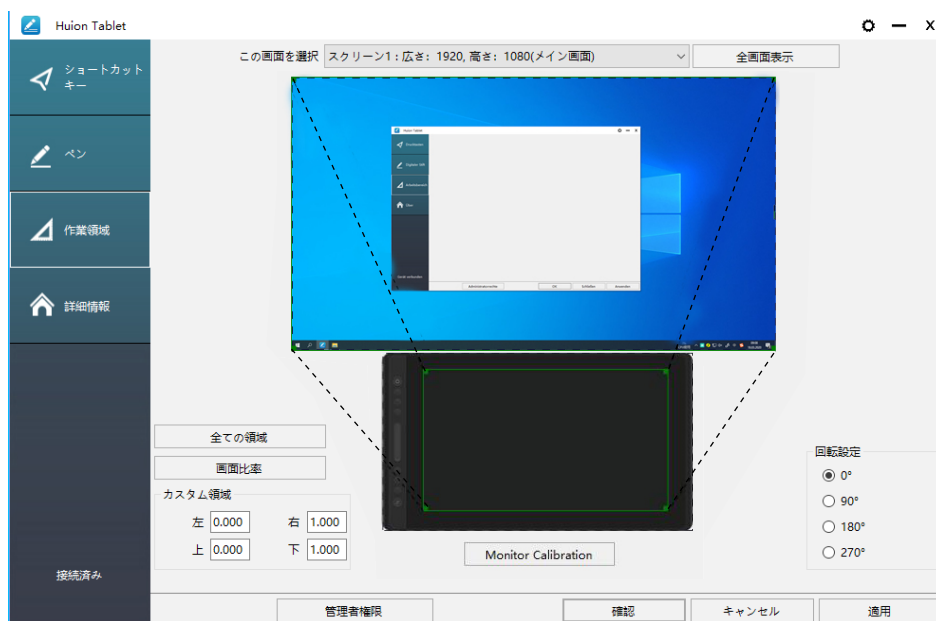 Huion Tablet
この画面を選択 スクリーン1 : 広さ: 1920, 高さ: 1080(メイン画面) 全画面表示
ショートカット
キー
ペン
作業領域
詳細情報
接続済み
Huion Tablet
全ての領域
画面比率
カスタム領域
左 0.000 右 1.000
上 0.000 下 1.000
Monitor Calibration
回転設定
0°
90°
180°
270°
管理者権限 確認 キャンセル 適用